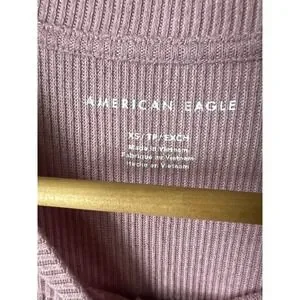 AMERICAN EAGLE
XS/TP/EXCH
Made in Vietnam
Fabriqué au Vietnam
Hecho en Vietnam